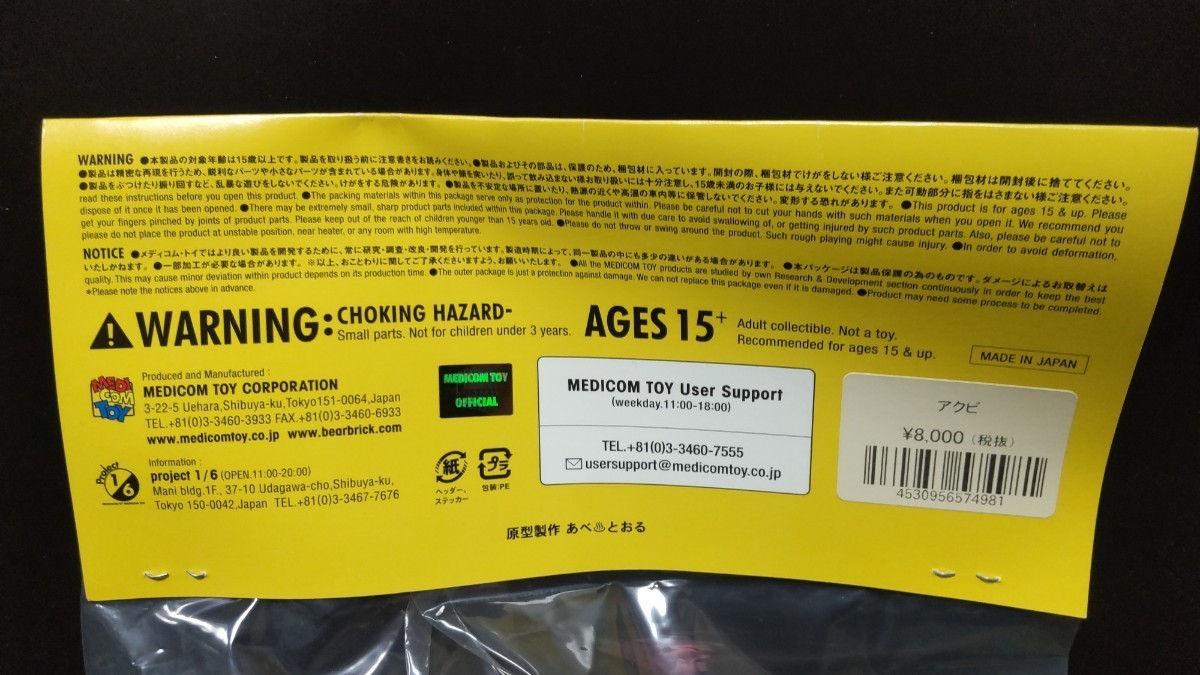 WARNING ●本製品の対象年齢は15歳以上です。製品を取り扱う前に注意書きをお読みください。●製品およびその部品は、保護のため、梱包材に入っています。開封の際、梱包材でけがをしない様ご注意ください。梱包材は開封後に捨ててください。
●製品は精密な再現を行うため、鋭利なパーツや小さなパーツが含まれている場合があります。身体や顔を突いたり、誤って飲み込まない様お取り扱いには十分注意し、15歳未満のお子様には与えないでください。また可動部分に指をはさまない様ご注意ください。
●製品をぶつけたり振り回すなど、乱暴な遊びをしないでください。けがをする危険があります。●製品を不安定な場所に置いたり、熱源の近くや高温の車内等に保管しないでください。変形する恐れがあります。●This product is for ages 15 & up. Please
read these instructions before you open this product. ●The packing materials within this package serve only as protection for the product within. Please be careful not to cut your hands with such materials when you open it. We recommend you
dispose of it once it has been opened. ●There may be extremely small, sharp product parts included within this package. Please handle it with due care to avoid swallowing of, or getting injured by such product parts. Also, please be careful not to
get your fingers pinched by joints of product parts. Please keep out of the reach of children younger than 15 years old. ●Please do not throw or swing around the product. Such rough playing might cause injury. ●In order to avoid deformation,
please do not place the product at unstable position, near heater, or any room with high temperature.
NOTICE ●メディコム・トイではより良い製品を開発するために、常に研究・調査・改良・開発を行っています。製造時期によって、同一製品の中にも多少の違いがある場合があります。 ●本パッケージは製品保護の為のものです。ダメージによるお取替えは
いたしかねます。 ●一部加工が必要な場合があります。 ※以上、おことわりに関してご了承くださいますよう、お願いいたします。 ●All the MEDICOM TOY products are studied by own Research & Development section continuously in order to keep the best
quality. This may cause minor deviation within product depends on its production time. ●The outer package is just a protection against damage. We can not replace this package even if it is damaged. ●Product may need some process to be completed.
*Please note the notices above in advance.
WARNING: CHOKING HAZARD-
Small parts. Not for children under 3 years.
AGES 15+
Adult collectible. Not a toy.
Recommended for ages 15 & up.
MADE IN JAPAN
MEDI
COM
TOY
Produced and Manufactured :
MEDICOM TOY CORPORATION
3-22-5 Uehara,Shibuya-ku,Tokyo151-0064,Japan
TEL.+81(0)3-3460-3933 FAX.+81(0)3-3460-6933
www.medicomtoy.co.jp www.bearbrick.com
Project
1/6
Information :
project 1/6 (OPEN.11:00-20:00)
Mani bldg.1F., 37-10 Udagawa-cho,Shibuya-ku,
Tokyo 150-0042,Japan TEL.+81(0)3-3467-7676
MEDICOM TOY
OFFICIAL
紙
ヘッダー、
ステッカー
プラ
包装:PE
MEDICOM TOY User Support
(weekday.11:00-18:00)
TEL.+81(0)3-3460-7555
usersupport@medicomtoy.co.jp
アクビ
¥8,000 (税抜)
4530956574981
原型製作 あべ♨とおる